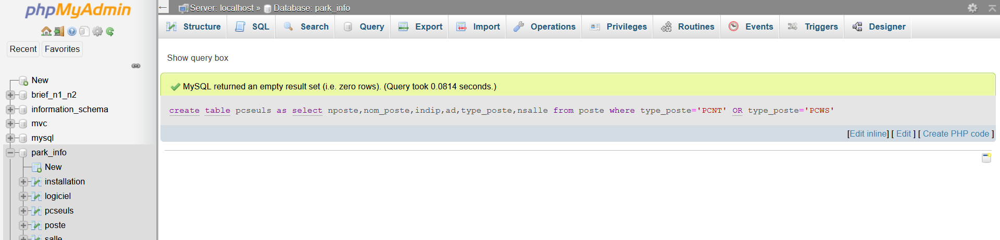 phpMyAdmin
Recent Favorites
New
brief_n1_n2
information_schema
mvc
mysql
park_info
New
installation
logiciel
pcseuls
poste
salle
Server: localhost » Database: park_info
Structure SQL Search Query Export Import Operations Privileges Routines Events Triggers Designer
Show query box
MySQL returned an empty result set (i.e. zero rows). (Query took 0.0814 seconds.)
create table pcseuls as select nposte,nom_poste,indip,ad,type_poste,nsalle from poste where type_poste='PCNT' OR type_poste='PCWS'
[Edit inline] [ Edit ] [ Create PHP code ]